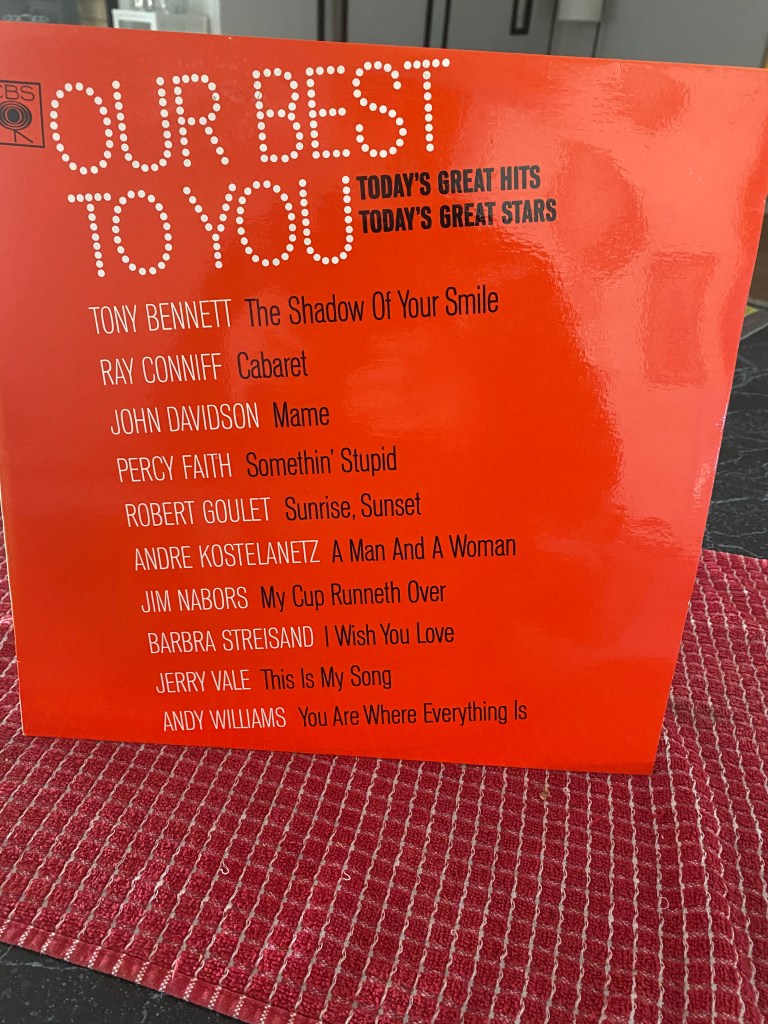 CBS
OUR BEST
TO YOU
TODAY'S GREAT HITS
TODAY'S GREAT STARS
TONY BENNETT The Shadow Of Your Smile
RAY CONNIFF Cabaret
JOHN DAVIDSON Mame
PERCY FAITH Somethin' Stupid
ROBERT GOULET Sunrise, Sunset
ANDRE KOSTELANETZ A Man And A Woman
JIM NABORS My Cup Runneth Over
BARBRA STREISAND I Wish You Love
JERRY VALE This Is My Song
ANDY WILLIAMS You Are Where Everything Is